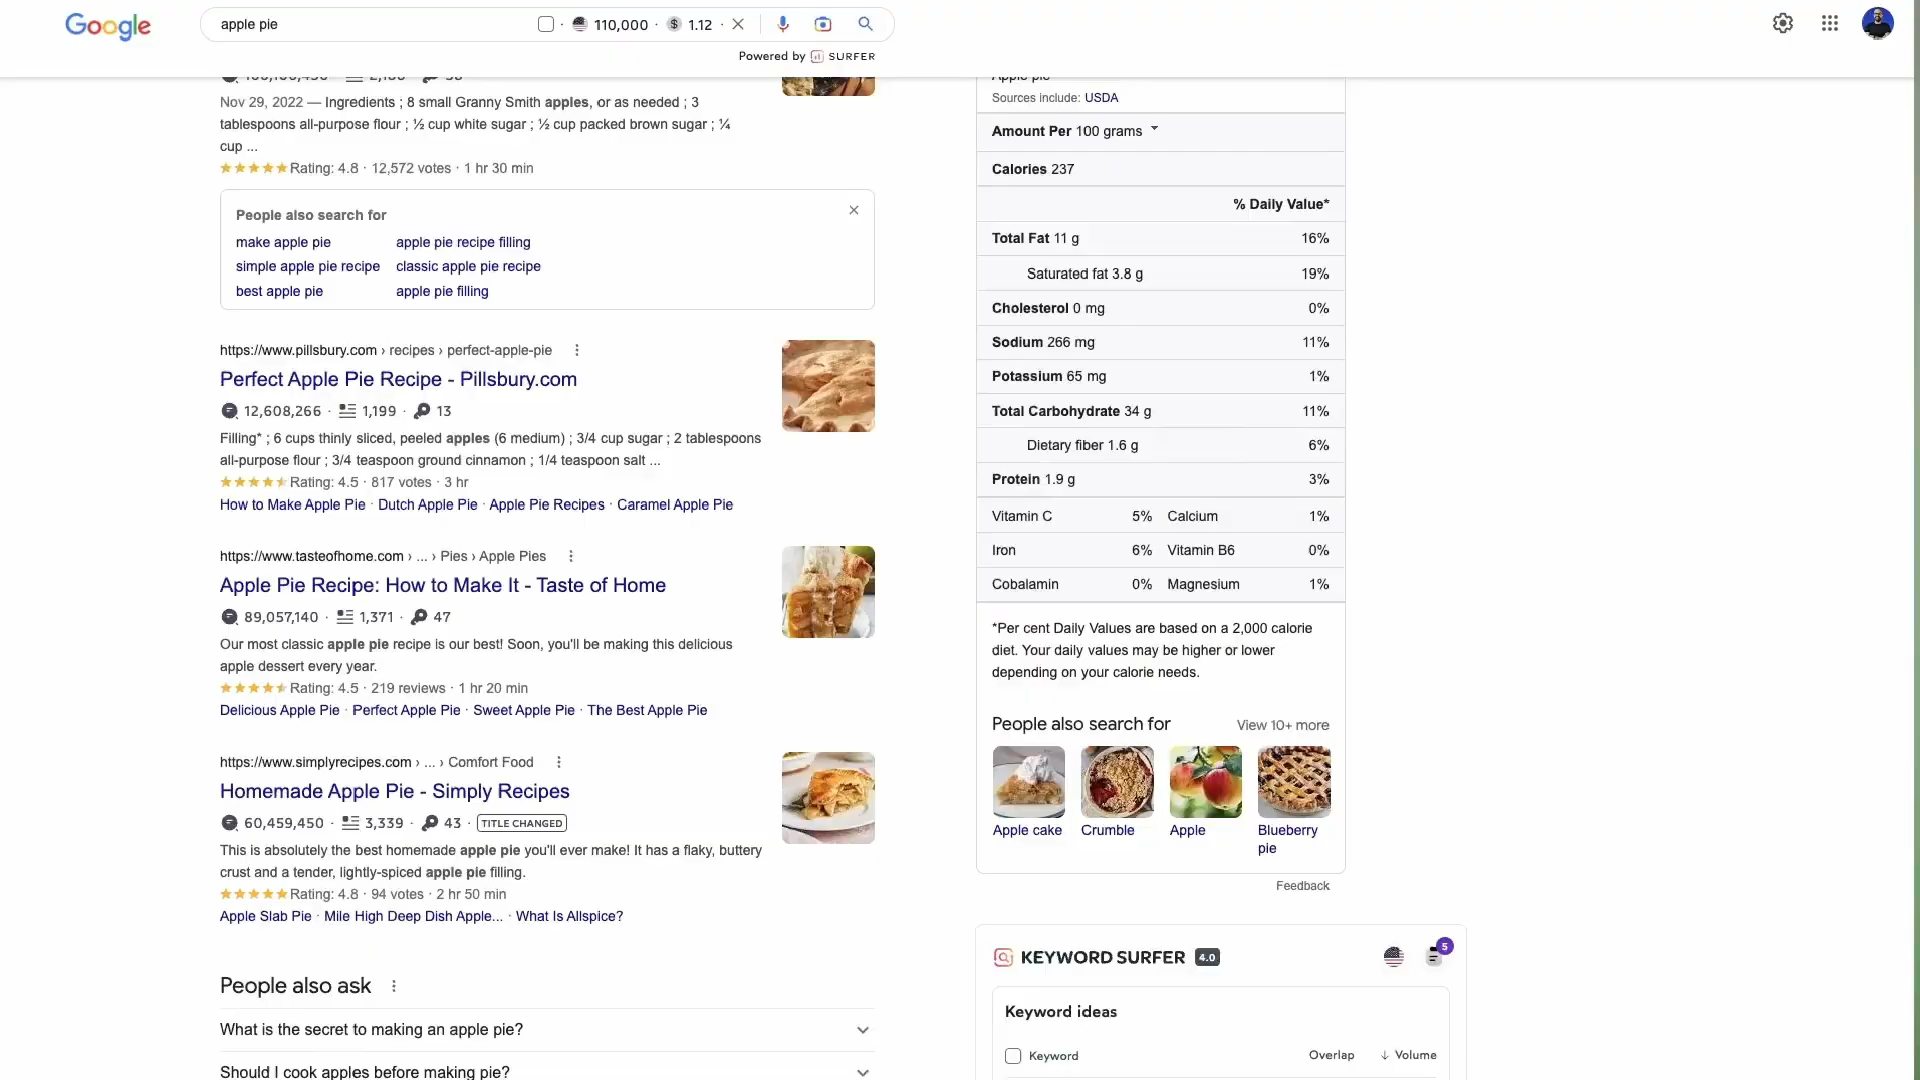 Google
apple pie
110,000 · $ 1.12 ·
Powered by SURFER
Nov 29, 2022 — Ingredients ; 8 small Granny Smith apples, or as needed ; 3
tablespoons all-purpose flour ; ½ cup white sugar ; ½ cup packed brown sugar ; ¼
cup ...
Rating: 4.8 · 12,572 votes · 1 hr 30 min
People also search for
make apple pie
apple pie recipe filling
simple apple pie recipe
classic apple pie recipe
best apple pie
apple pie filling
https://www.pillsbury.com › recipes › perfect-apple-pie
Perfect Apple Pie Recipe - Pillsbury.com
12,608,266 · 1,199 · 13
Filling* ; 6 cups thinly sliced, peeled apples (6 medium) ; 3/4 cup sugar ; 2 tablespoons
all-purpose flour ; 3/4 teaspoon ground cinnamon ; 1/4 teaspoon salt ...
Rating: 4.5 · 817 votes · 3 hr
How to Make Apple Pie · Dutch Apple Pie · Apple Pie Recipes · Caramel Apple Pie
https://www.tasteofhome.com › ... › Pies › Apple Pies
Apple Pie Recipe: How to Make It - Taste of Home
89,057,140 · 1,371 · 47
Our most classic apple pie recipe is our best! Soon, you'll be making this delicious
apple dessert every year.
Rating: 4.5 · 219 reviews · 1 hr 20 min
Delicious Apple Pie · Perfect Apple Pie · Sweet Apple Pie · The Best Apple Pie
https://www.simplyrecipes.com › ... › Comfort Food
Homemade Apple Pie - Simply Recipes
60,459,450 · 3,339 · 43 · TITLE CHANGED
This is absolutely the best homemade apple pie you'll ever make! It has a flaky, buttery
crust and a tender, lightly-spiced apple pie filling.
Rating: 4.8 · 94 votes · 2 hr 50 min
Apple Slab Pie · Mile High Deep Dish Apple... · What Is Allspice?
People also ask
What is the secret to making an apple pie?
Should I cook apples before making pie?
Apple pie
Sources include: USDA
Amount Per 100 grams
Calories 237
% Daily Value*
Total Fat 11 g 16%
Saturated fat 3.8 g 19%
Cholesterol 0 mg 0%
Sodium 266 mg 11%
Potassium 65 mg 1%
Total Carbohydrate 34 g 11%
Dietary fiber 1.6 g 6%
Protein 1.9 g 3%
Vitamin C 5% Calcium 1%
Iron 6% Vitamin B6 0%
Cobalamin 0% Magnesium 1%
*Per cent Daily Values are based on a 2,000 calorie
diet. Your daily values may be higher or lower
depending on your calorie needs.
People also search for
View 10+ more
Apple cake
Crumble
Apple
Blueberry
pie
Feedback
KEYWORD SURFER 4.0
5
Keyword ideas
Keyword Overlap ↓ Volume